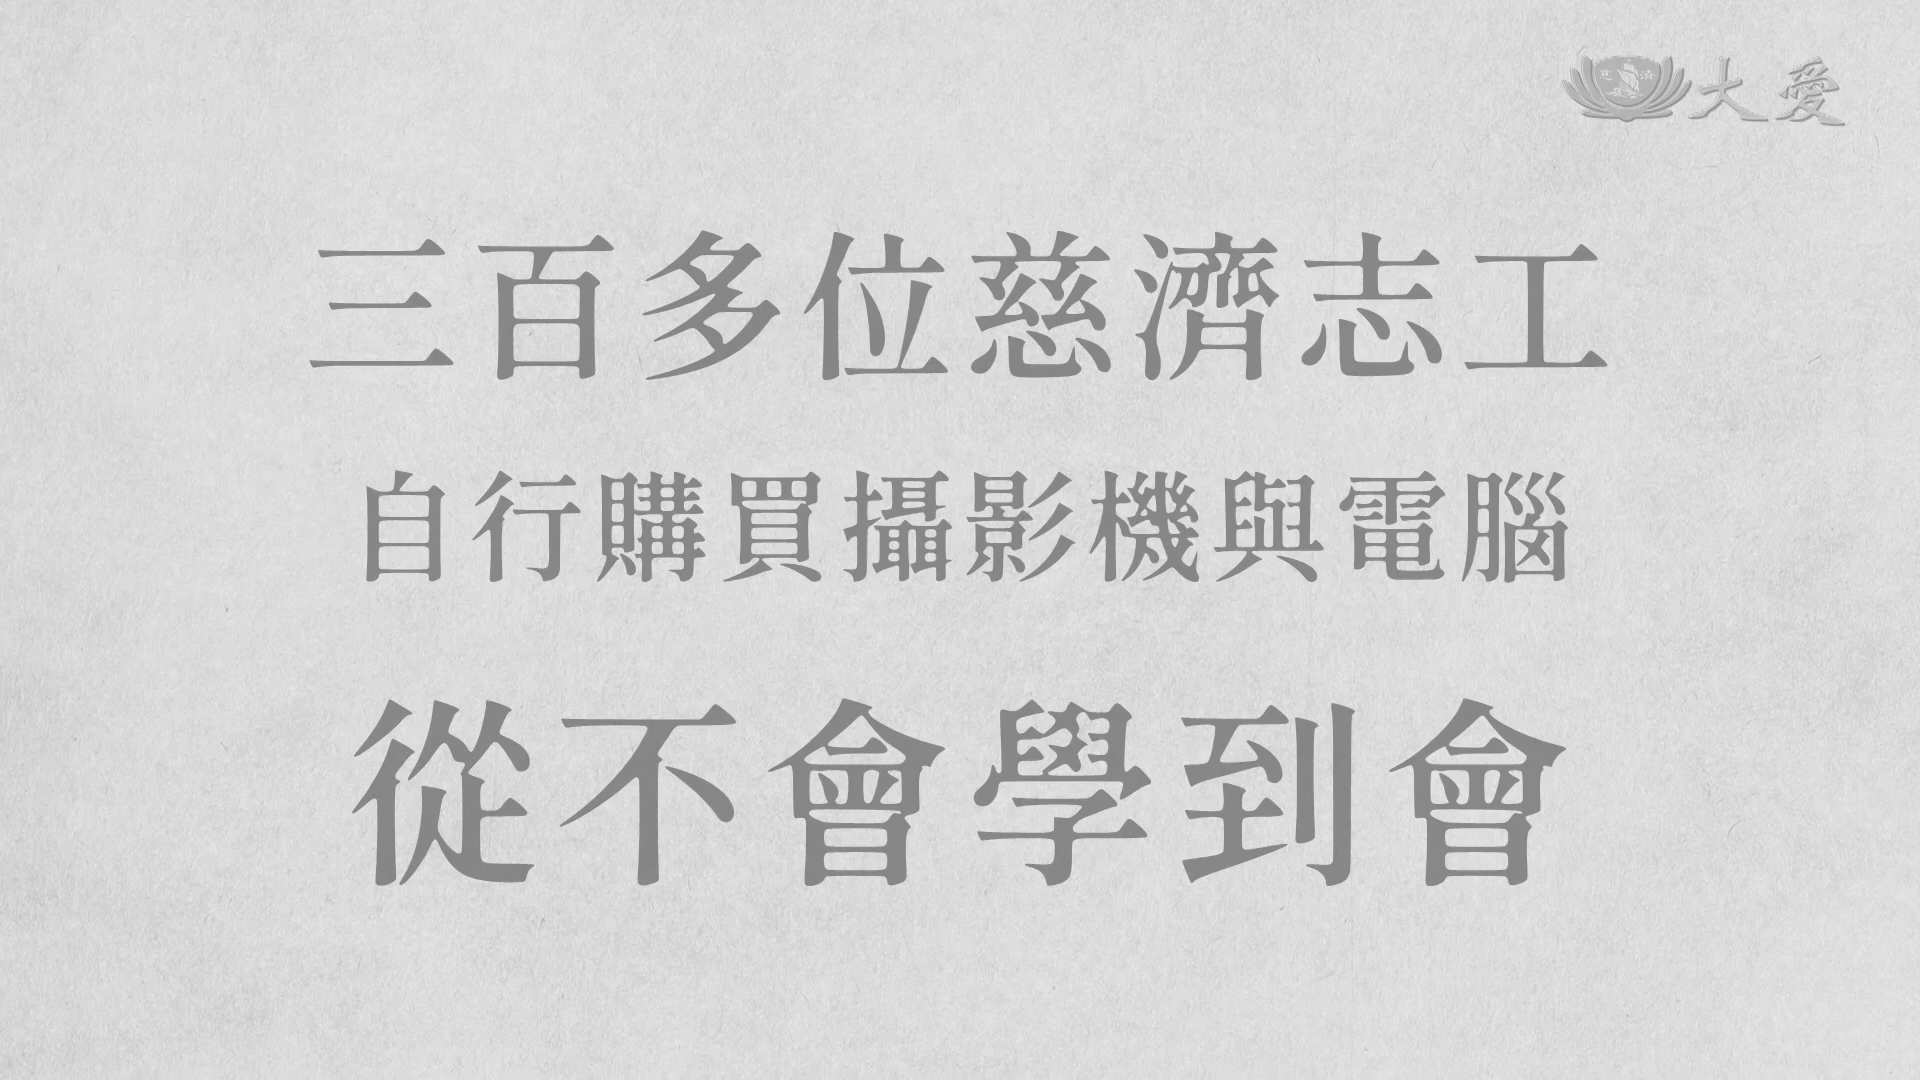 大愛
三百多位慈濟志工
自行購買攝影機與電腦
從不會學到會